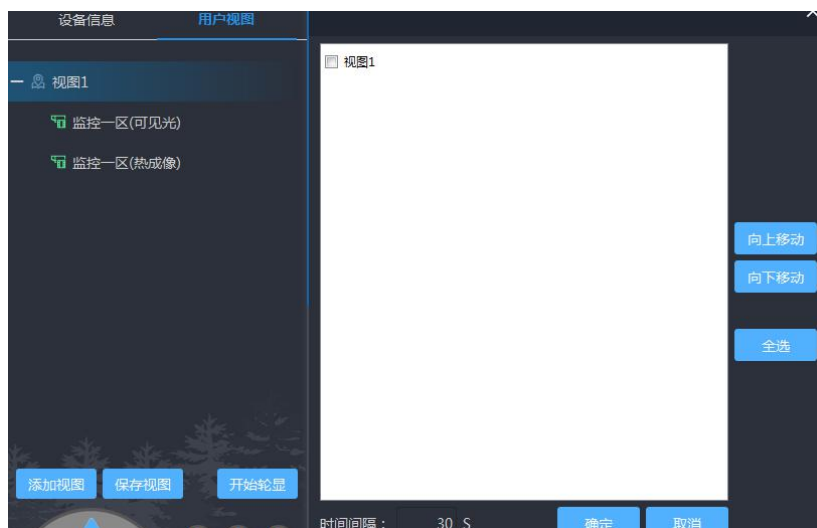 设备信息 用户视图
视图1
监控一区(可见光)
监控一区(热成像)
添加视图 保存视图 开始轮显
视图1
向上移动
向下移动
全选
时间间隔： 30 S 确定 取消